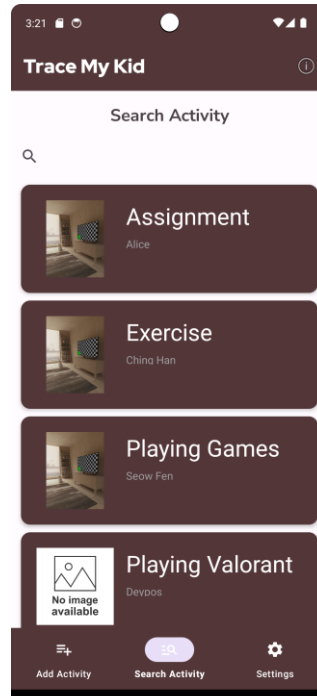 3:21
Trace My Kid
Search Activity
Assignment
Alice
Exercise
Ching Han
Playing Games
Seow Fen
Playing Valorant
Deypos
No image
available
Add Activity
Search Activity
Settings